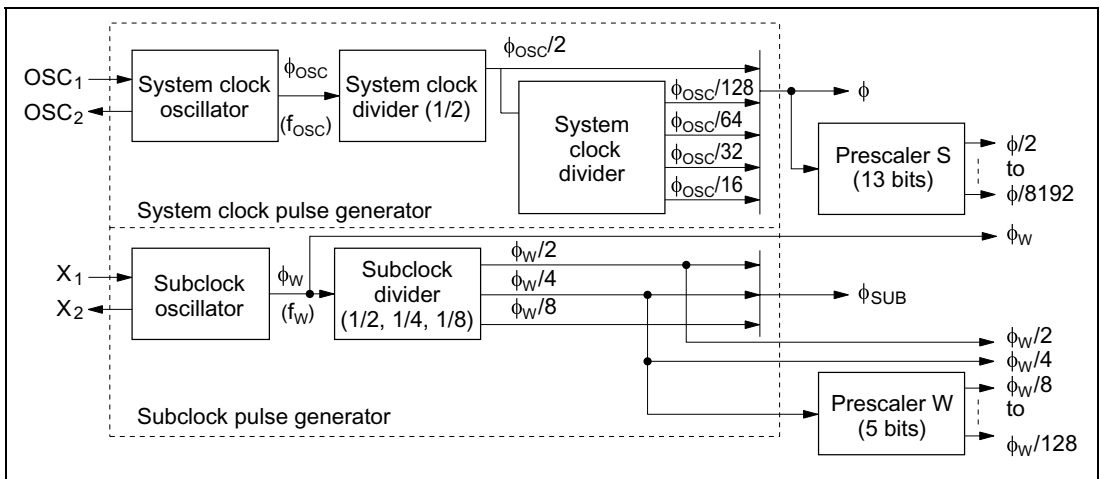 OSC1
OSC2
System clock
oscillator
ϕOSC
(fOSC)
System clock
divider (1/2)
ϕOSC/2
System
clock
divider
ϕOSC/128
ϕOSC/64
ϕOSC/32
ϕOSC/16
ϕ
Prescaler S
(13 bits)
ϕ/2
to
ϕ/8192
System clock pulse generator
ϕW
X1
X2
Subclock
oscillator
ϕW
(fW)
Subclock
divider
(1/2, 1/4, 1/8)
ϕW/2
ϕW/4
ϕW/8
ϕSUB
ϕW/2
ϕW/4
Prescaler W
(5 bits)
ϕW/8
to
ϕW/128
Subclock pulse generator